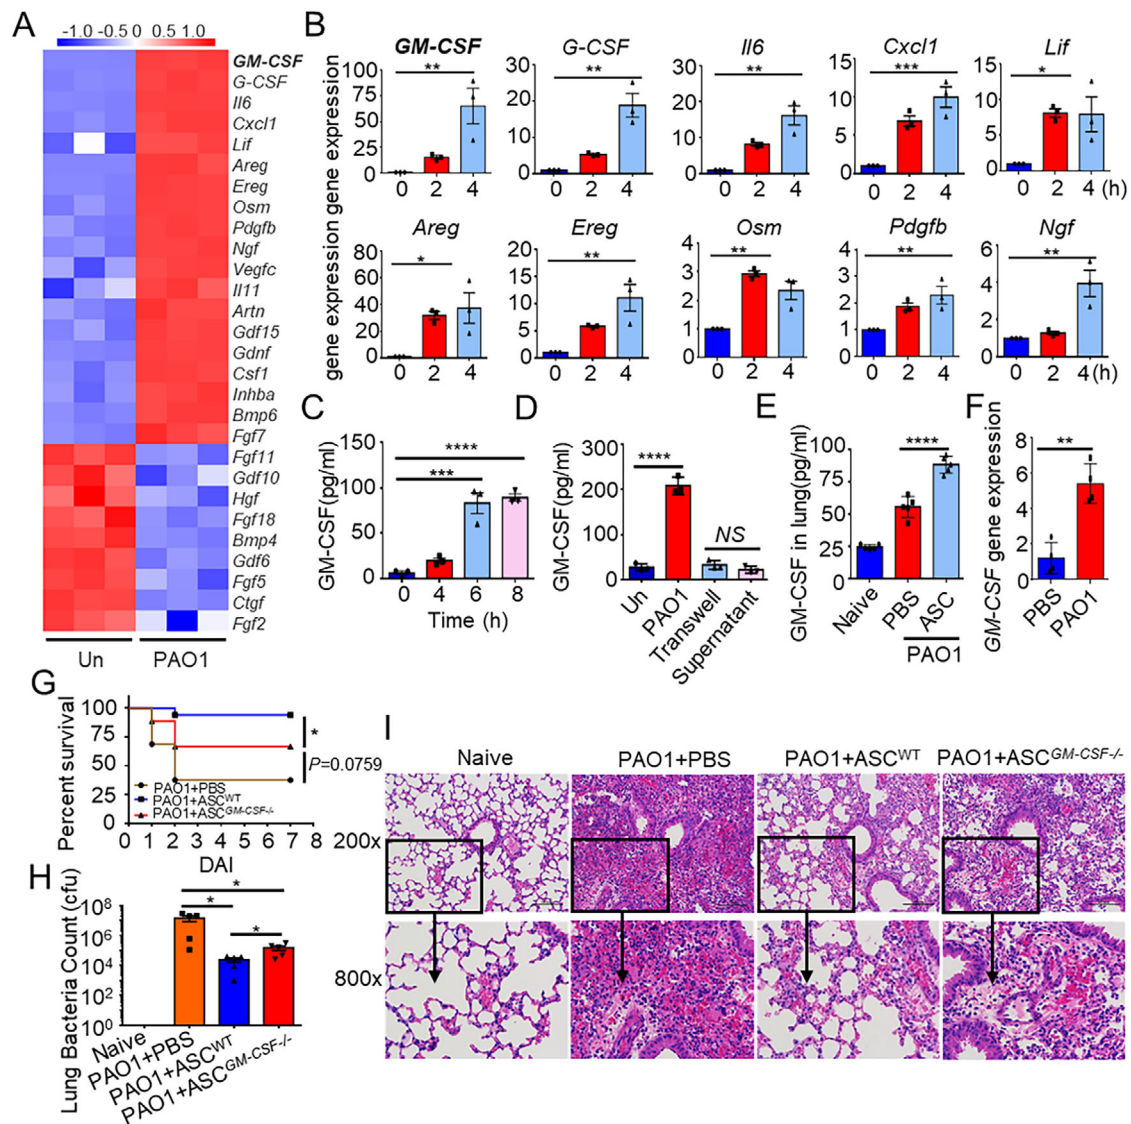 A
-1.0 -0.5 0 0.5 1.0
GM-CSF
G-CSF
Il6
Cxcl1
Lif
Areg
Ereg
Osm
Pdgfb
Ngf
Vegfc
Il11
Artn
Gdf15
Gdnf
Csf1
Inhba
Bmp6
Fgf7
Fgf11
Gdf10
Hgf
Fgf18
Bmp4
Gdf6
Fgf5
Ctgf
Fgf2
Un PAO1
B
gene expression gene expression
GM-CSF
**
100
75
50
25
0
0 2 4
G-CSF
**
30
20
10
0
0 2 4
Il6
**
30
20
10
0
0 2 4
Cxcl1
***
15
10
5
0
0 2 4
Lif
*
15
10
5
0
0 2 4 (h)
Areg
*
80
60
40
20
0
0 2 4
Ereg
**
20
15
10
5
0
0 2 4
Osm
**
4
3
2
1
0
0 2 4
Pdgfb
**
4
3
2
1
0
0 2 4
Ngf
**
6
4
2
0
0 2 4 (h)
C
GM-CSF(pg/ml)
150
100
50
0
****
***
0 4 6 8
Time (h)
D
GM-CSF(pg/ml)
300
200
100
0
****
NS
Un
PAO1
Transwell
Supernatant
E
GM-CSF in lung(pg/ml)
100
75
50
25
0
****
Naive
PBS
ASC
PAO1
F
GM-CSF gene expression
8
6
4
2
0
**
PBS
PAO1
G
Percent survival
100
75
50
25
0
*
P=0.0759
PAO1+PBS
PAO1+ASCWT
PAO1+ASCGM-CSF-/-
0 1 2 3 4 5 6 7 8
DAI
H
Lung Bacteria Count (cfu)
10⁸
10⁶
10⁴
10²
10⁰
*
*
*
Naive
PAO1+PBS
PAO1+ASCWT
PAO1+ASCGM-CSF-/-
I
Naive PAO1+PBS PAO1+ASCWT PAO1+ASCGM-CSF-/-
200x
800x